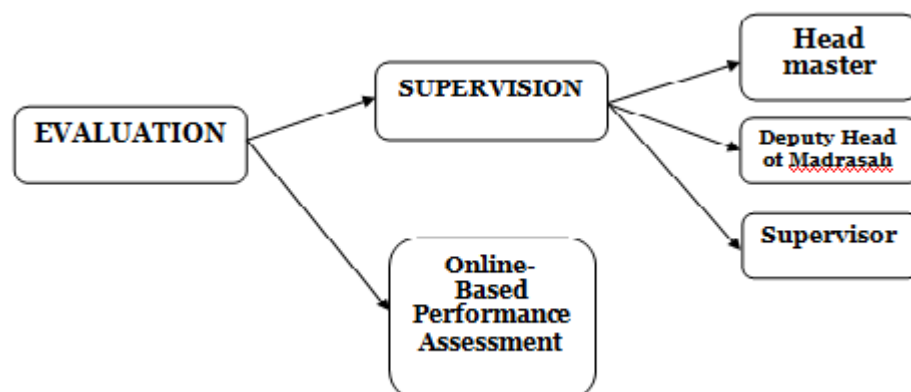 EVALUATION
SUPERVISION
Head
master
Deputy Head
of Madrasah
Supervisor
Online-
Based
Performance
Assessment